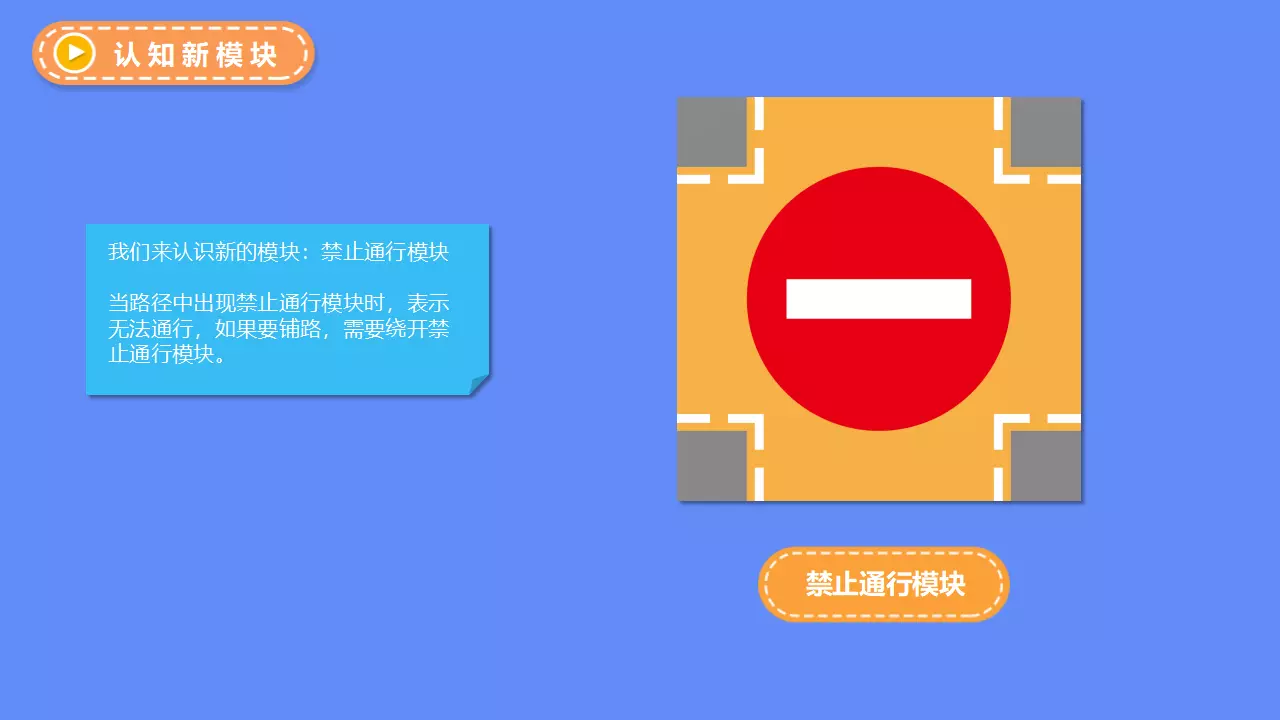 认知新模块
我们来认识新的模块：禁止通行模块
当路径中出现禁止通行模块时，表示
无法通行，如果要铺路，需要绕开禁
止通行模块。
禁止通行模块